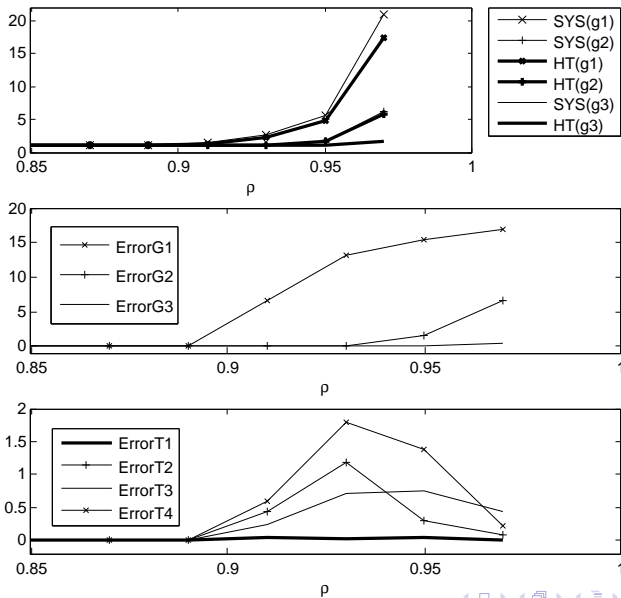 20
15
10
5
0
0.85
0.9
0.95
1
ρ
SYS(g1)
SYS(g2)
HT(g1)
HT(g2)
SYS(g3)
HT(g3)
20
15
10
5
0
0.85
0.9
0.95
1
ρ
ErrorG1
ErrorG2
ErrorG3
2
1.5
1
0.5
0
0.85
0.9
0.95
1
ρ
ErrorT1
ErrorT2
ErrorT3
ErrorT4